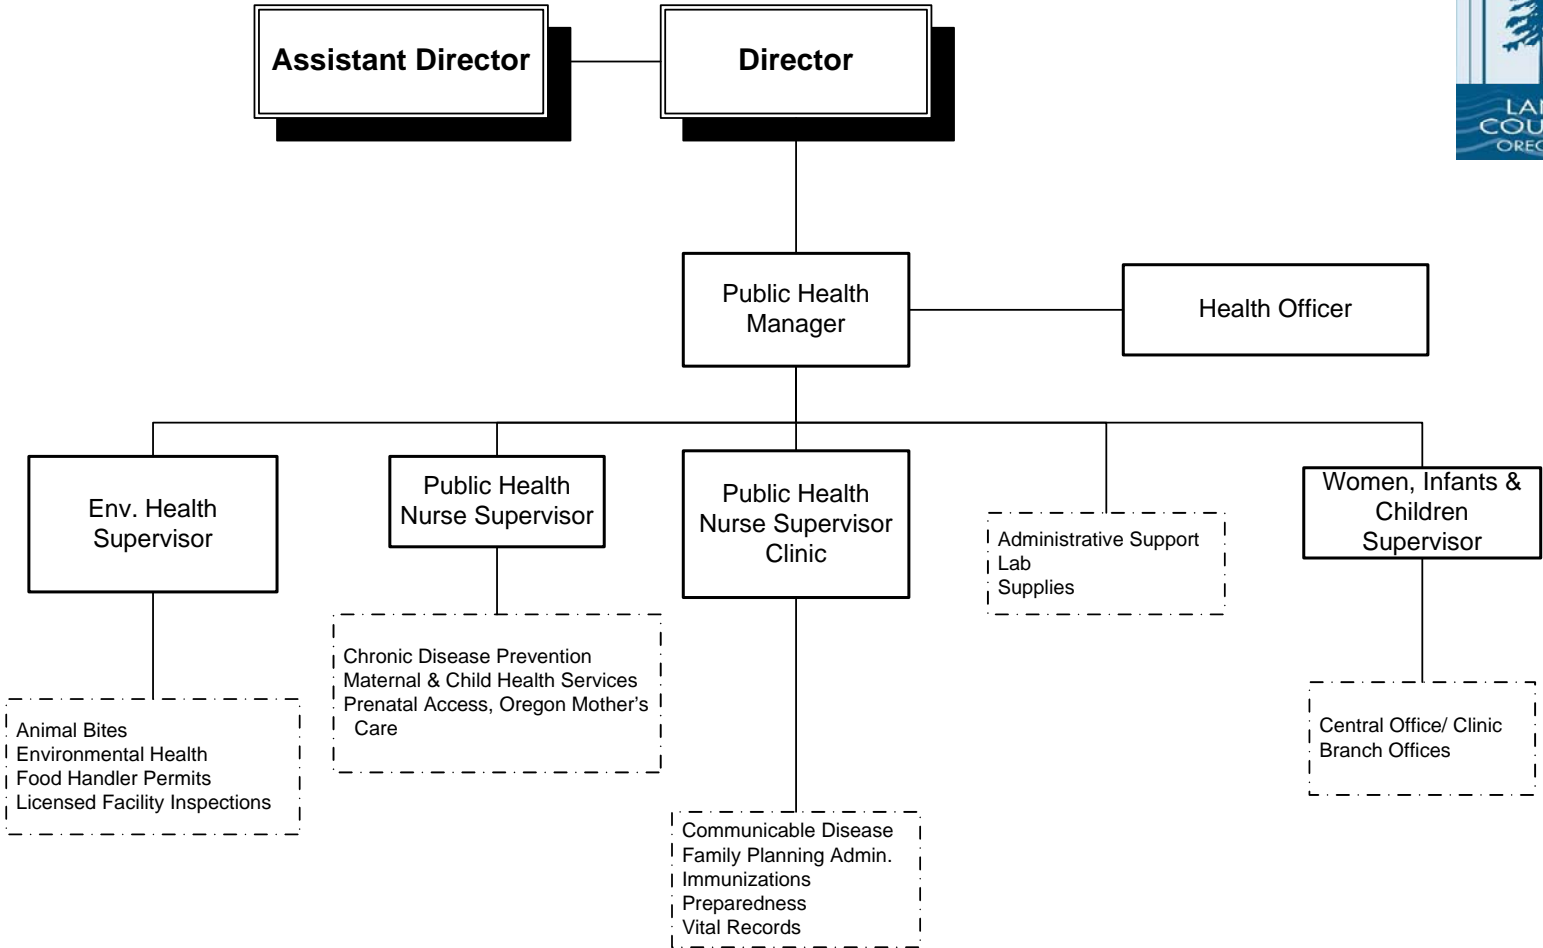 Assistant Director
Director
Public Health
Manager
Health Officer
Env. Health
Supervisor
Public Health
Nurse Supervisor
Public Health
Nurse Supervisor
Clinic
Administrative Support
Lab
Supplies
Women, Infants &
Children
Supervisor
Chronic Disease Prevention
Maternal & Child Health Services
Prenatal Access, Oregon Mother's
Care
Animal Bites
Environmental Health
Food Handler Permits
Licensed Facility Inspections
Central Office/ Clinic
Branch Offices
Communicable Disease
Family Planning Admin.
Immunizations
Preparedness
Vital Records